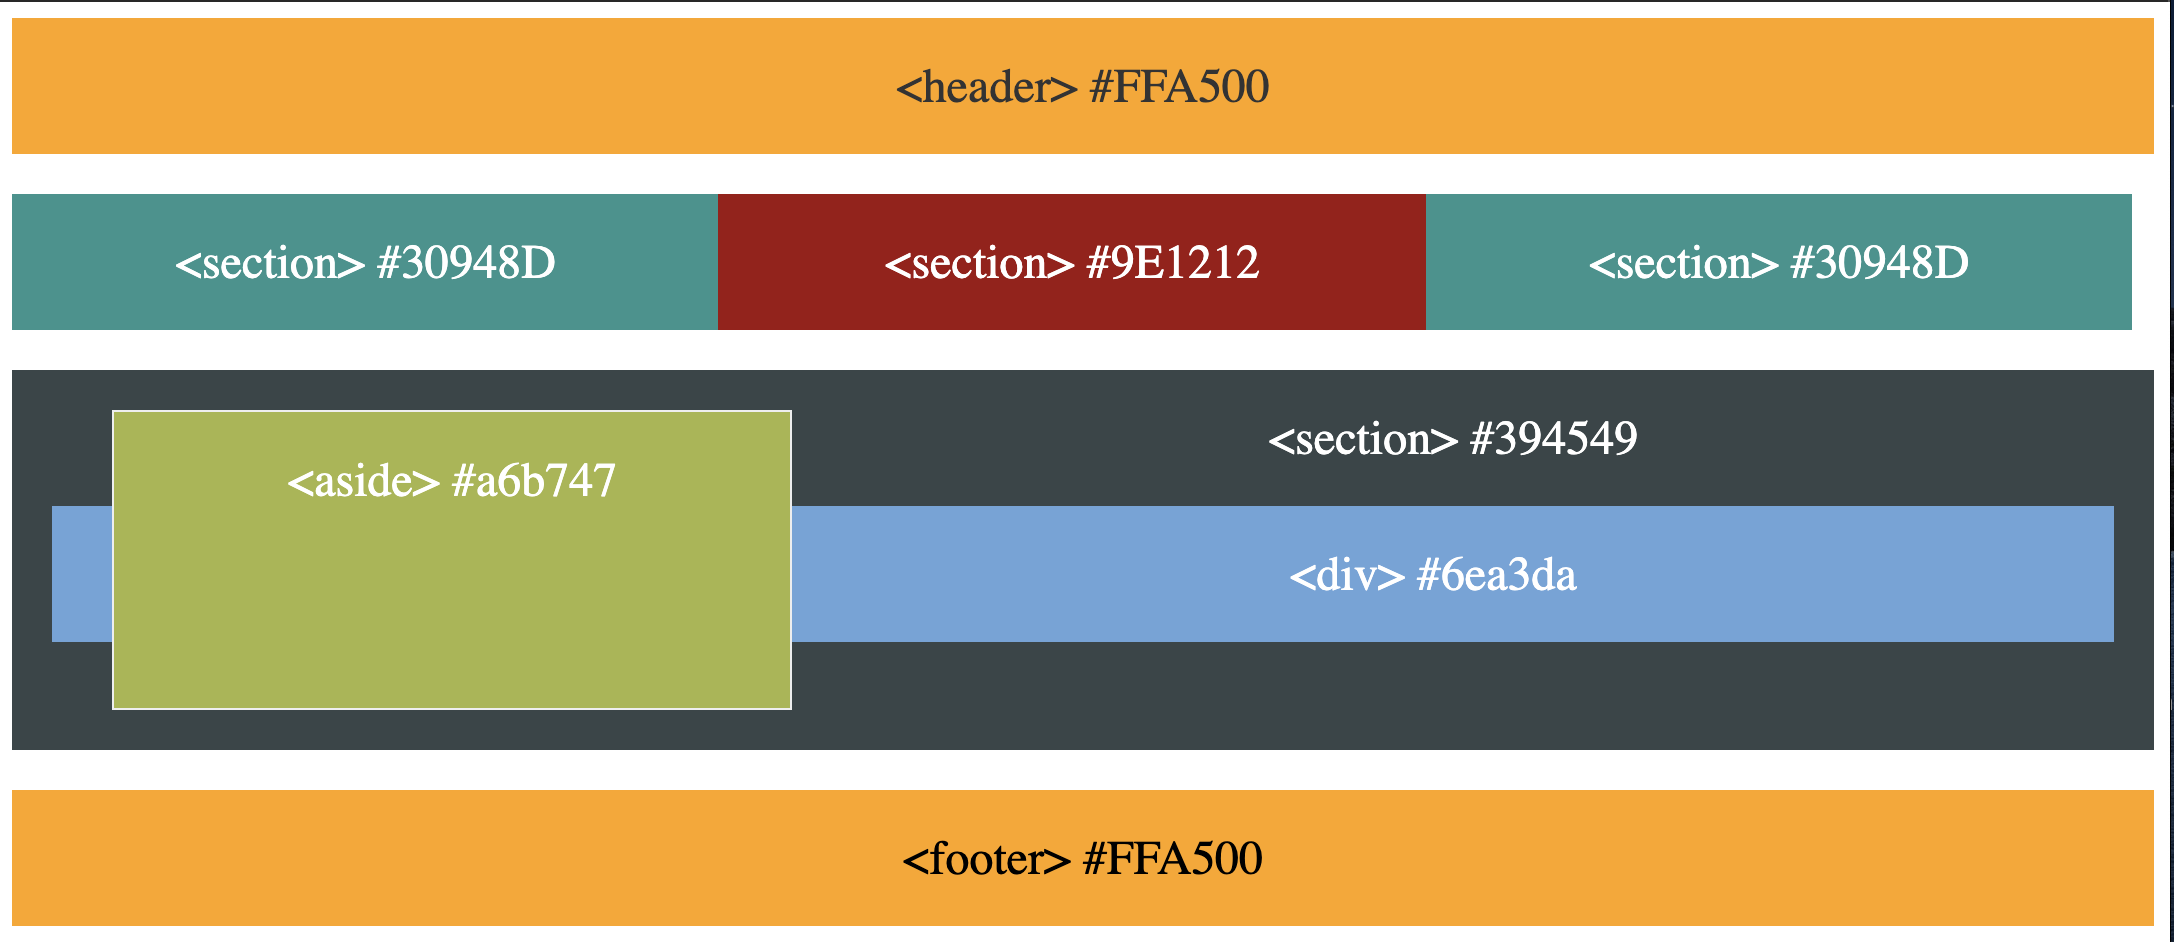 <header> #FFA500
<section> #30948D
<section> #9E1212
<section> #30948D
<section> #394549
<aside> #a6b747
<div> #6ea3da
<footer> #FFA500